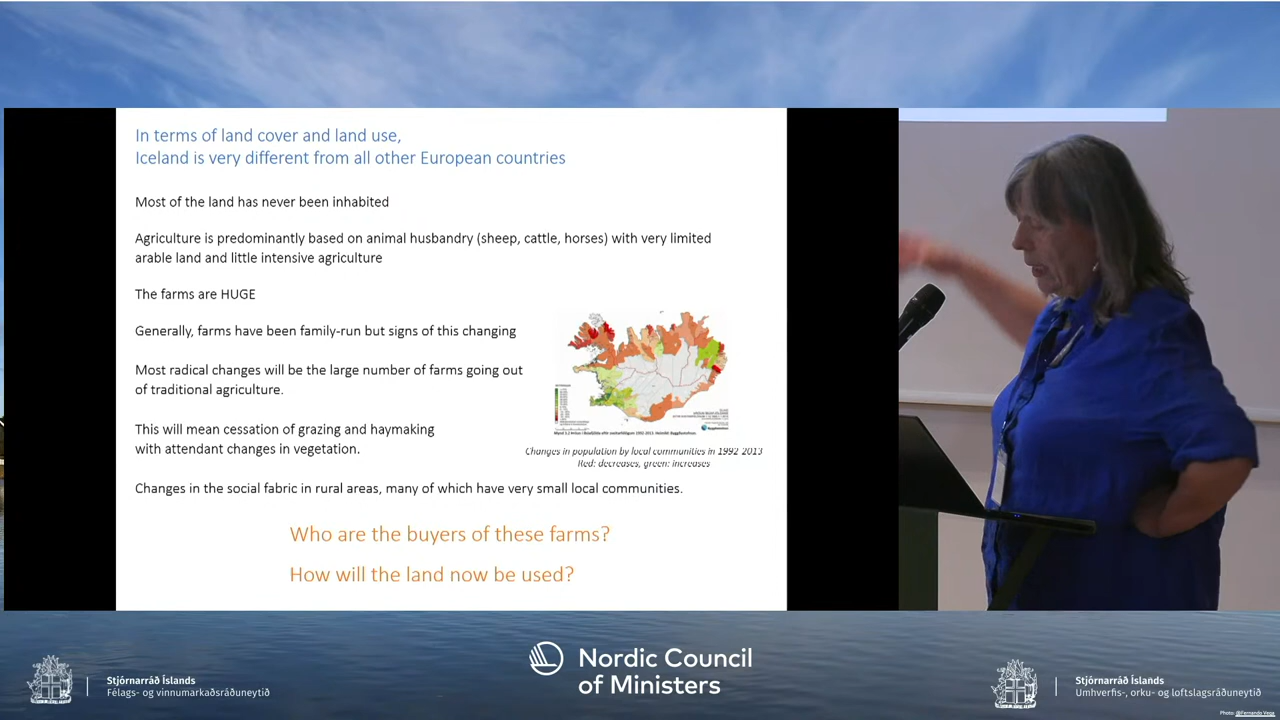 In terms of land cover and land use,
Iceland is very different from all other European countries
Most of the land has never been inhabited
Agriculture is predominantly based on animal husbandry (sheep, cattle, horses) with very limited
arable land and little intensive agriculture
The farms are HUGE
Generally, farms have been family-run but signs of this changing
Most radical changes will be the large number of farms going out
of traditional agriculture.
This will mean cessation of grazing and haymaking
with attendant changes in vegetation.
Changes in population by local communities in 1992 2013
Red: decreases, green: increases
Changes in the social fabric in rural areas, many of which have very small local communities.
Who are the buyers of these farms?
How will the land now be used?
Nordic Council
of Ministers
Stjórnarráð Íslands
Félags- og vinnumarkaðsráðuneytið
Stjórnarráð Íslands
Umhverfis-, orku- og loftslagsráðuneytið
Photo: @Fernando Vega